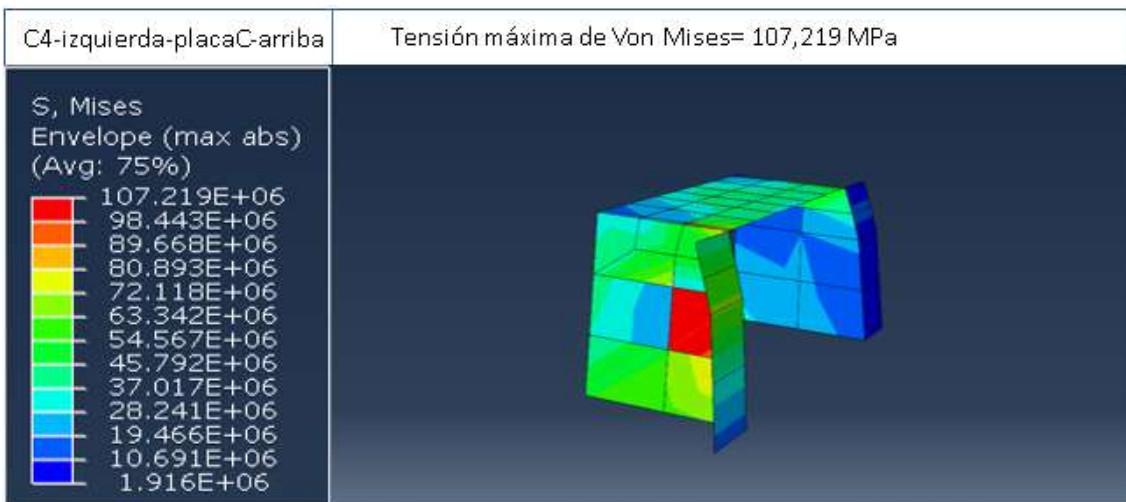 C4-izquierda-placaC-arriba
Tensión máxima de Von Mises= 107,219 MPa
S, Mises
Envelope (max abs)
(Avg: 75%)
107.219E+06
98.443E+06
89.668E+06
80.893E+06
72.118E+06
63.342E+06
54.567E+06
45.792E+06
37.017E+06
28.241E+06
19.466E+06
10.691E+06
1.916E+06